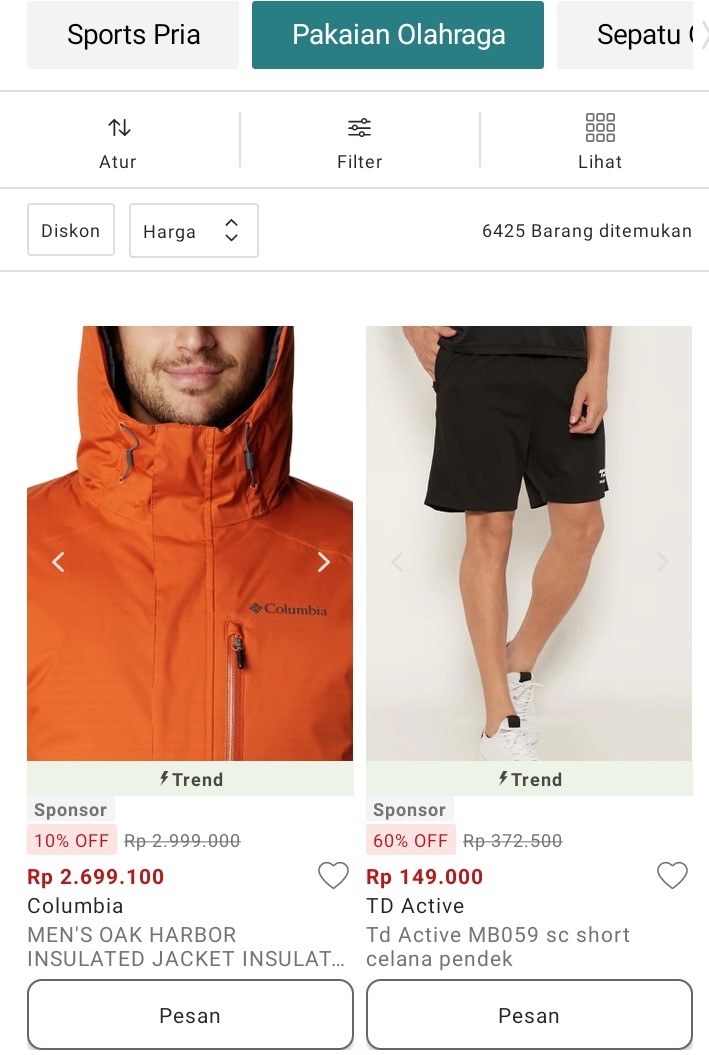 Sports Pria
Pakaian Olahraga
Sepatu
Atur
Filter
Lihat
Diskon
Harga
6425 Barang ditemukan
Columbia
Trend
Sponsor
10% OFF Rp 2.999.000
Rp 2.699.100
Columbia
MEN'S OAK HARBOR
INSULATED JACKET INSULAT...
Pesan
Trend
Sponsor
60% OFF Rp 372.500
Rp 149.000
TD Active
Td Active MB059 sc short
celana pendek
Pesan